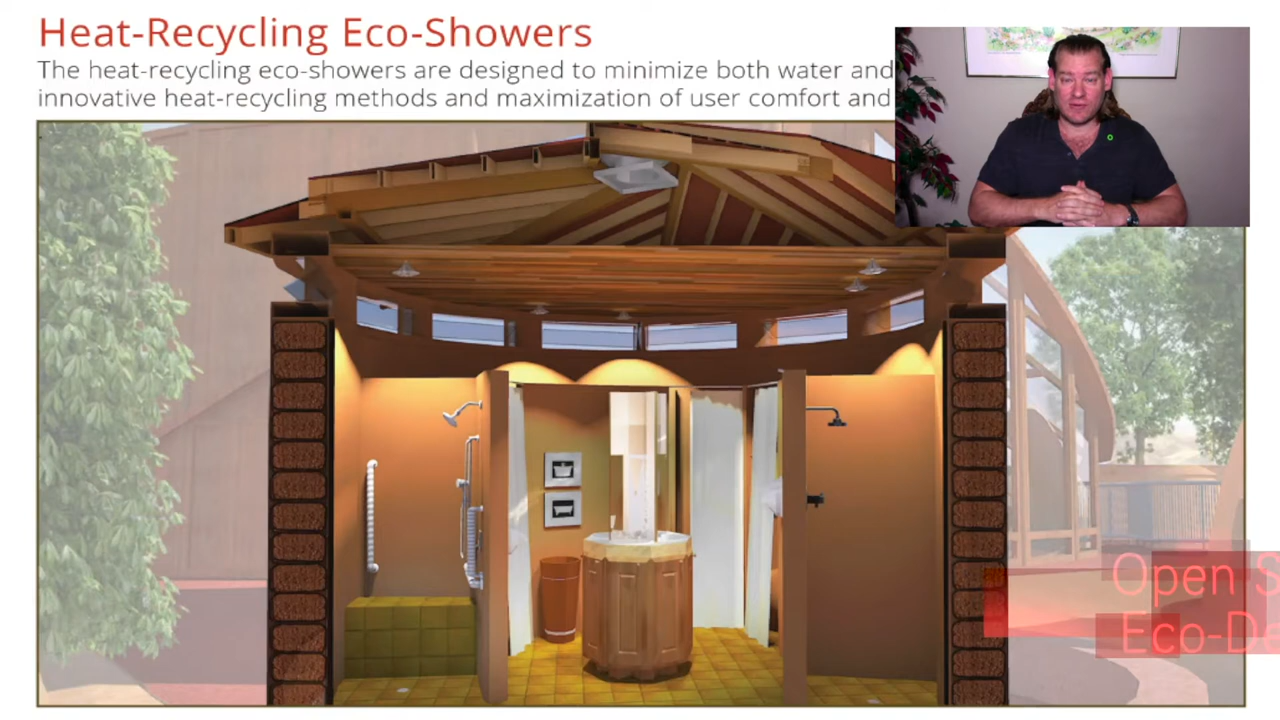 Heat-Recycling Eco-Showers
The heat-recycling eco-showers are designed to minimize both water and
innovative heat-recycling methods and maximization of user comfort and
Open S
Eco-De